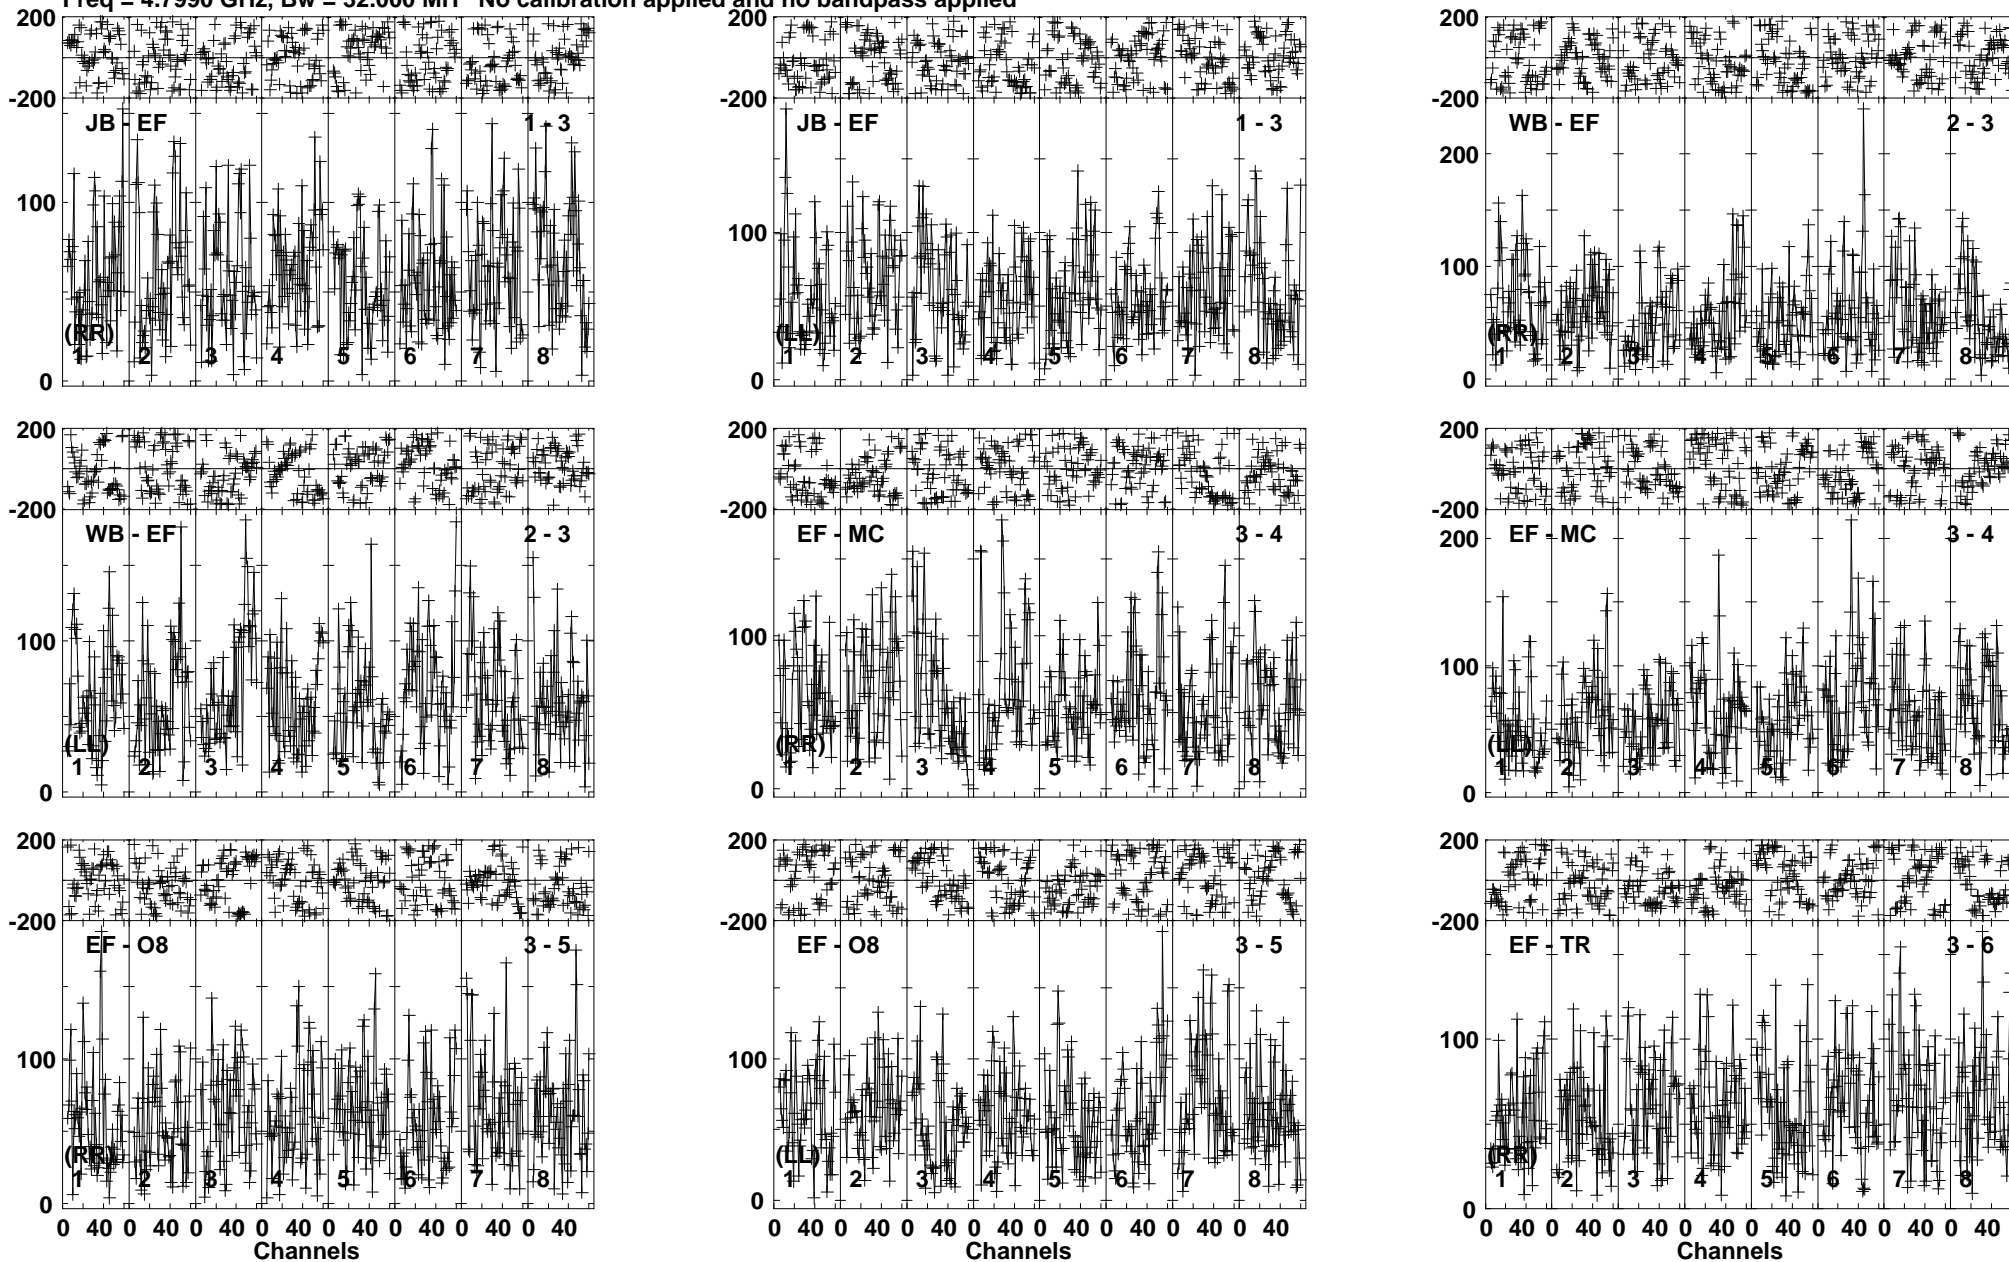 Freq = 4.7990 GHz, Bw = 32.000 MH No calibration applied and no bandpass applied
200 200 200
-200 -200 -200
JB - EF 1 - 3 JB - EF 1 - 3 WB - EF 2 - 3
200
100 100 100
(RR) (LL) (RR)
1 2 3 4 5 6 7 8 1 2 3 4 5 6 7 8 1 2 3 4 5 6 7 8
0 0 0
200 200 200
-200 -200 -200
WB - EF 2 - 3 EF - MC 3 - 4 EF - MC 3 - 4
200
100 100 100
(LL) (RR) (LL)
1 2 3 4 5 6 7 8 1 2 3 4 5 6 7 8 1 2 3 4 5 6 7 8
0 0 0
200 200 200
-200 -200 -200
EF - O8 3 - 5 EF - O8 3 - 5 EF - TR 3 - 6
100 100 100
(RR) (LL) (RR)
1 2 3 4 5 6 7 8 1 2 3 4 5 6 7 8 1 2 3 4 5 6 7 8
0 0 0
0 40 0 40 0 40 0 40 0 40 0 40 0 40 0 40 0 40 0 40 0 40 0 40 0 40 0 40 0 40 0 40 0 40 0 40 0 40 0 40 0 40 0 40 0 40 0 40
Channels Channels Channels